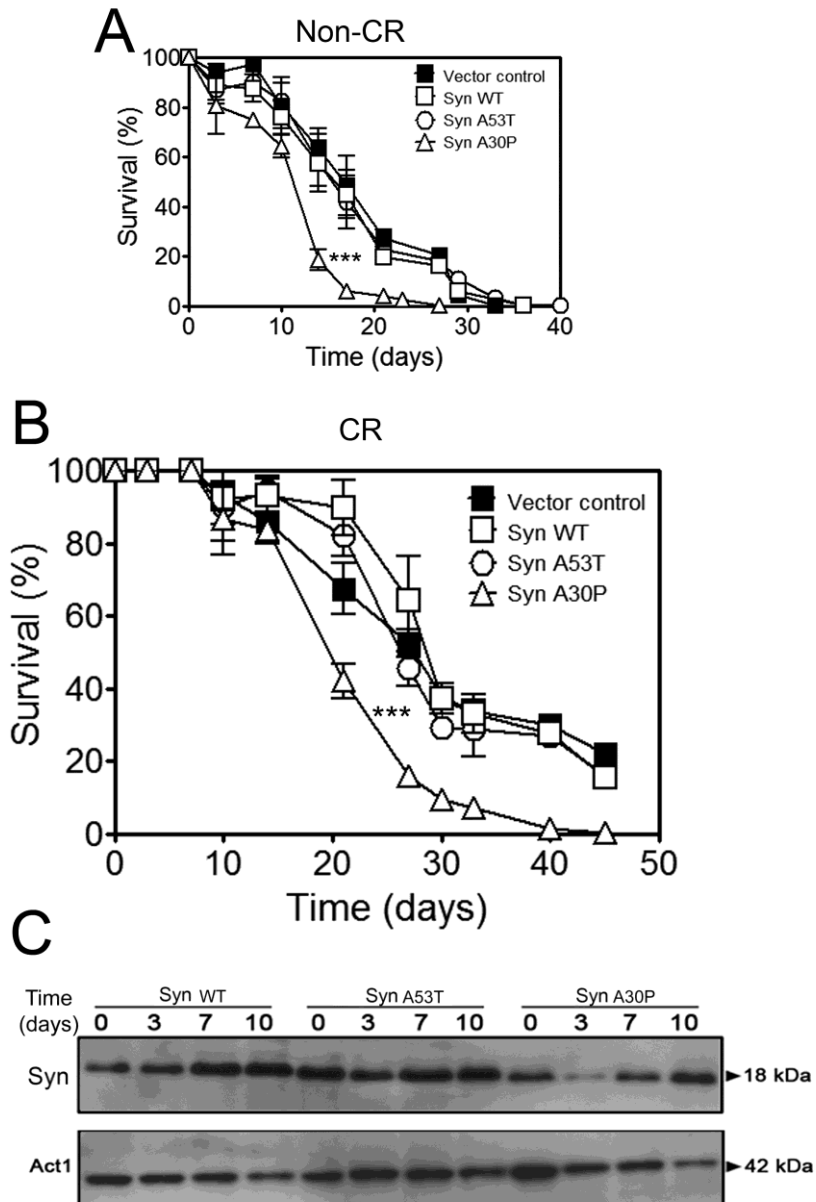 A
Non-CR
Survival (%)
100
80
60
40
20
0
Vector control
Syn WT
Syn A53T
Syn A30P
***
0 10 20 30 40
Time (days)
B
CR
Survival (%)
100
80
60
40
20
0
Vector control
Syn WT
Syn A53T
Syn A30P
***
0 10 20 30 40 50
Time (days)
C
Time (days)
Syn WT Syn A53T Syn A30P
0 3 7 10 0 3 7 10 0 3 7 10
Syn 18 kDa
Act1 42 kDa